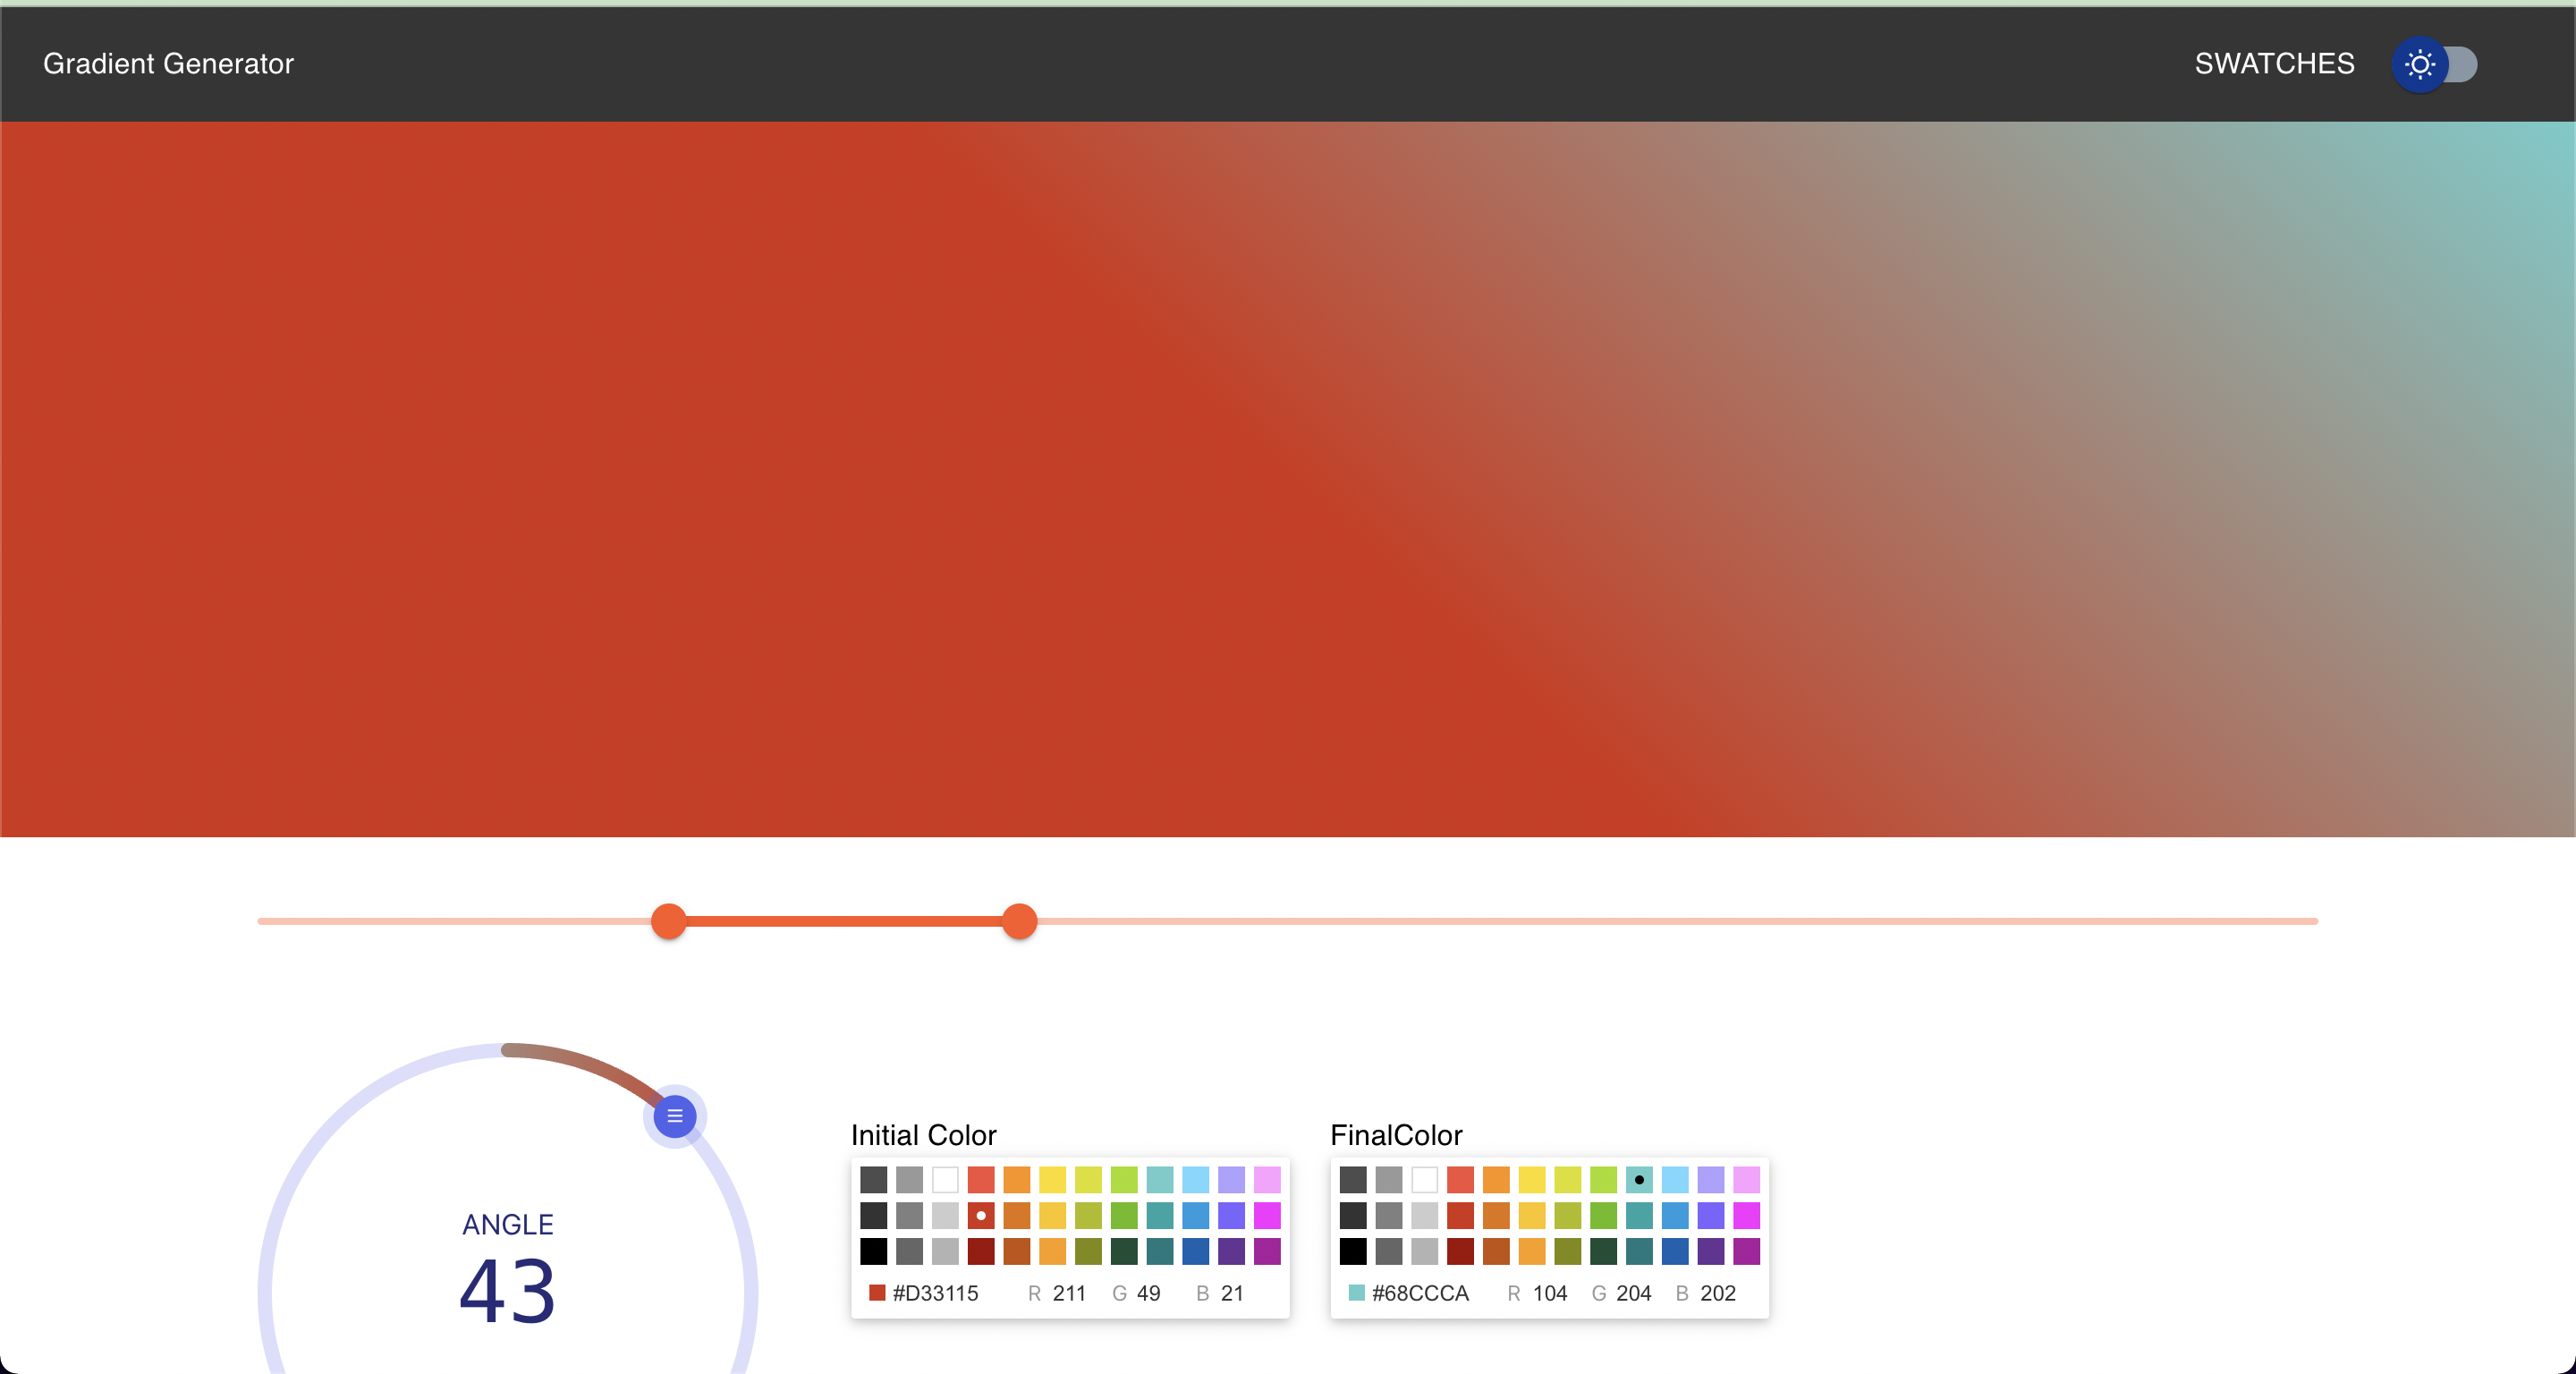 Gradient Generator
SWATCHES
ANGLE
43
Initial Color
#D33115 R 211 G 49 B 21
FinalColor
#68CCCA R 104 G 204 B 202